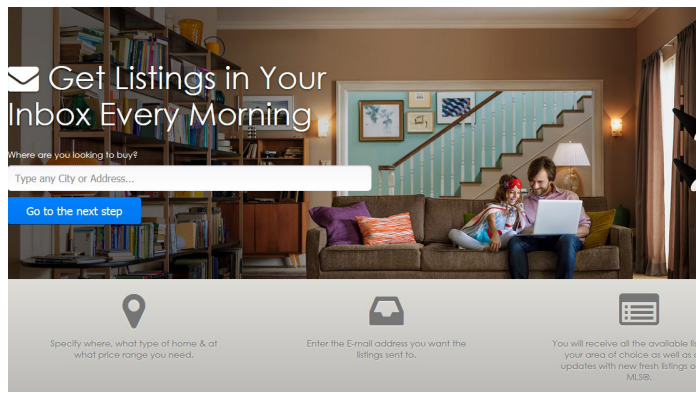 Get Listings in Your
Inbox Every Morning
Where are you looking to buy?
Type any City or Address...
Go to the next step
Specify where, what type of home & at
what price range you need.
Enter the E-mail address you want the
listings sent to.
You will receive all the available
your area of choice as well as
updates with new fresh listings
MLS®.